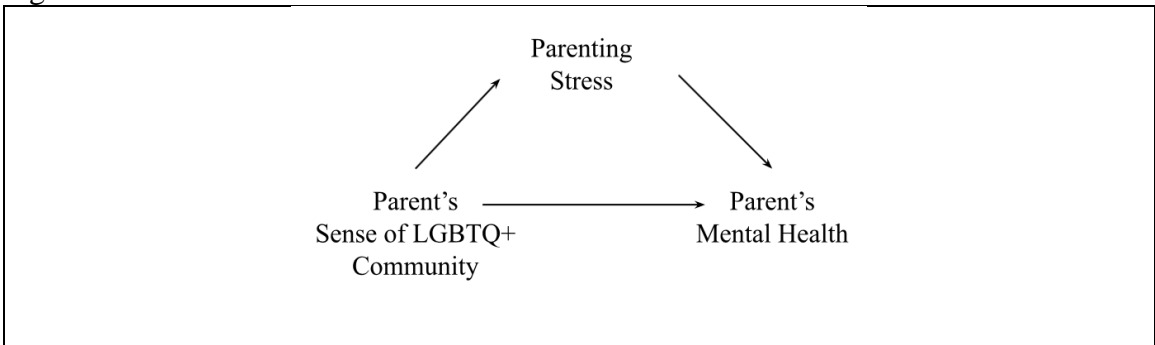 Parenting
Stress
Parent’s
Sense of LGBTQ+
Community
Parent’s
Mental Health